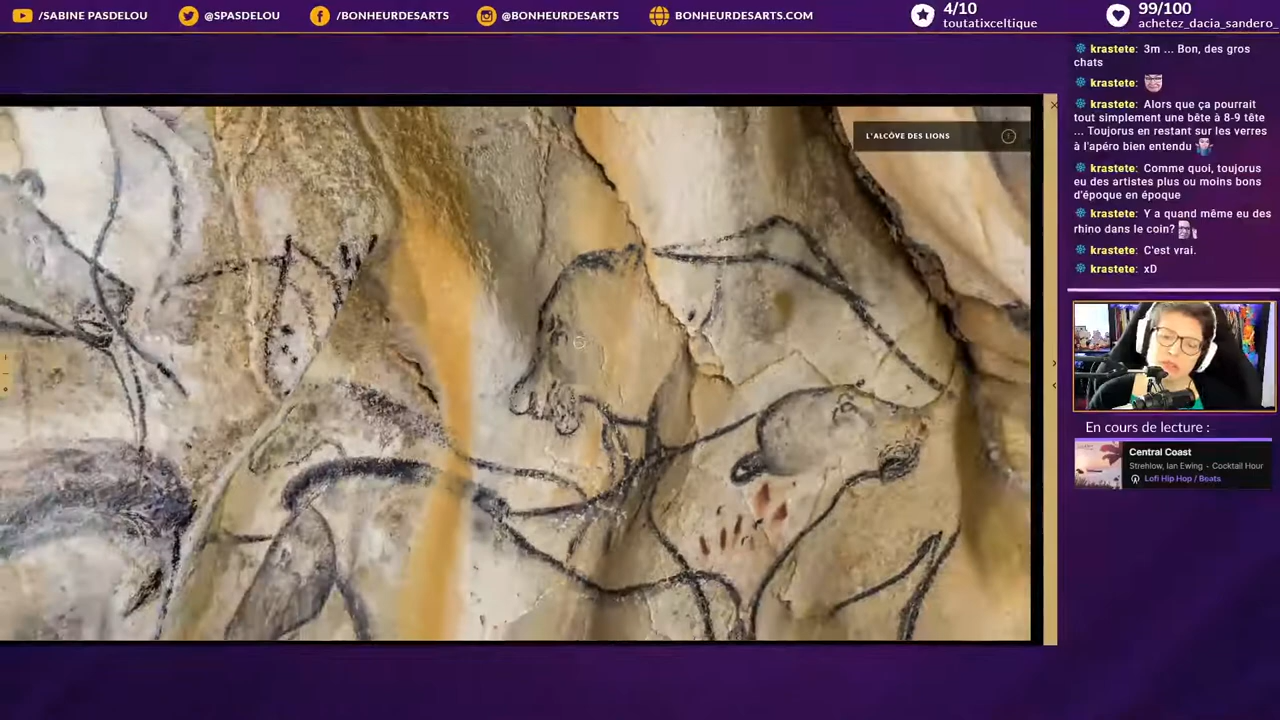 /SABINE PASDELOU
@SPASDELOU
/BONHEURDESARTS
@BONHEURDESARTS
BONHEURDESARTS.COM
4/10
toutatixceltique
99/100
achetez_dacia_sandero_
L'ALCÔVE DES LIONS
krastete: 3m ... Bon, des gros
chats
krastete:
krastete: Alors que ça pourrait
tout simplement une bête à 8-9 tête
... Toujorus en restant sur les verres
à l'apéro bien entendu
krastete: Comme quoi, toujorus
eu des artistes plus ou moins bons
d'époque en époque
krastete: Y a quand même eu des
rhino dans le coin?
krastete: C'est vrai.
krastete: xD
En cours de lecture :
Central Coast
Strehlow, Ian Ewing - Cocktail Hour
Lofi Hip Hop / Beats